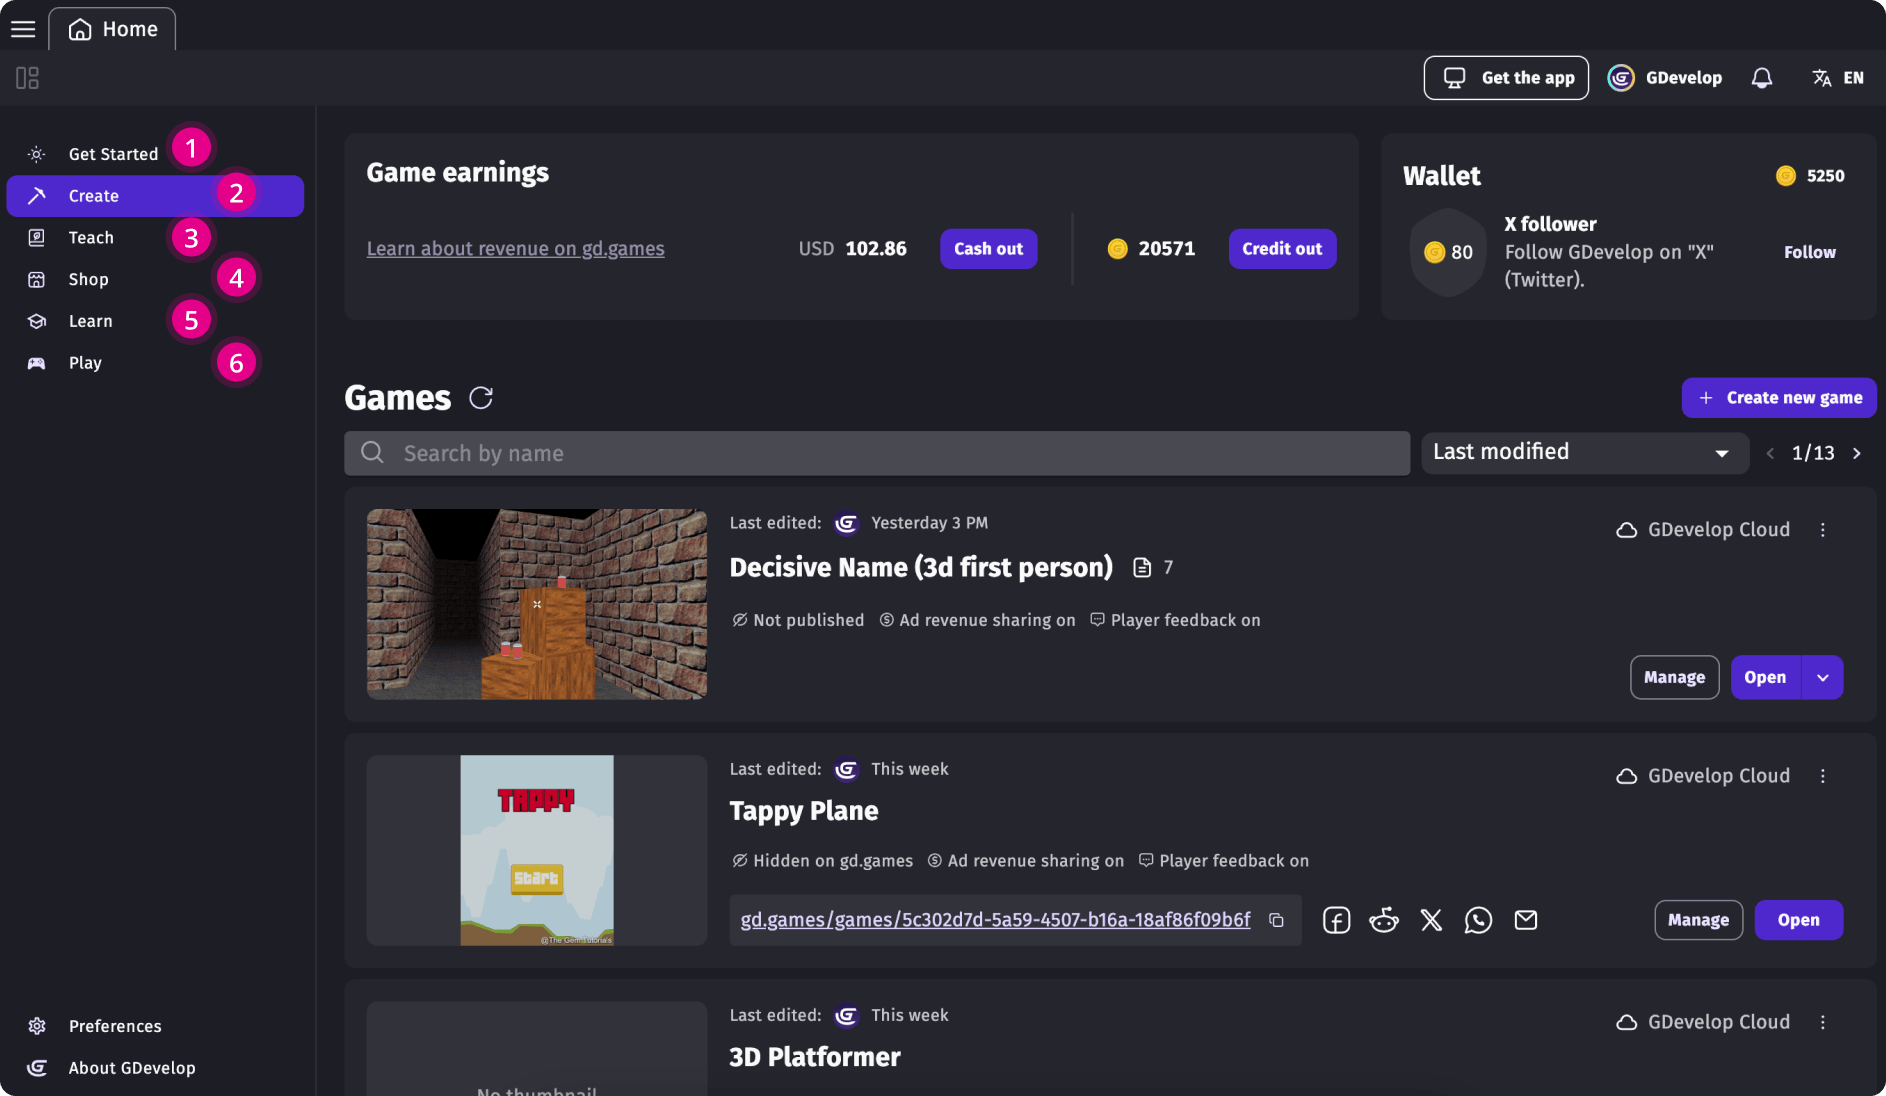 Home
Get the app
GDevelop
EN
Get Started 1
Create 2
Teach 3
Shop 4
Learn 5
Play 6
Preferences
About GDevelop
Game earnings
Learn about revenue on gd.games
USD 102.86
Cash out
20571
Credit out
Wallet
5250
80
X follower
Follow GDevelop on "X"
(Twitter).
Follow
Games
Create new game
Search by name
Last modified
1/13
Last edited: Yesterday 3 PM
GDevelop Cloud
Decisive Name (3d first person) 7
Not published Ad revenue sharing on Player feedback on
Manage
Open
TAPPY
Start
@The Gem Tutorials
Last edited: This week
GDevelop Cloud
Tappy Plane
Hidden on gd.games Ad revenue sharing on Player feedback on
gd.games/games/5c302d7d-5a59-4507-b16a-18af86f09b6f
Manage
Open
No thumbnail
Last edited: This week
GDevelop Cloud
3D Platformer